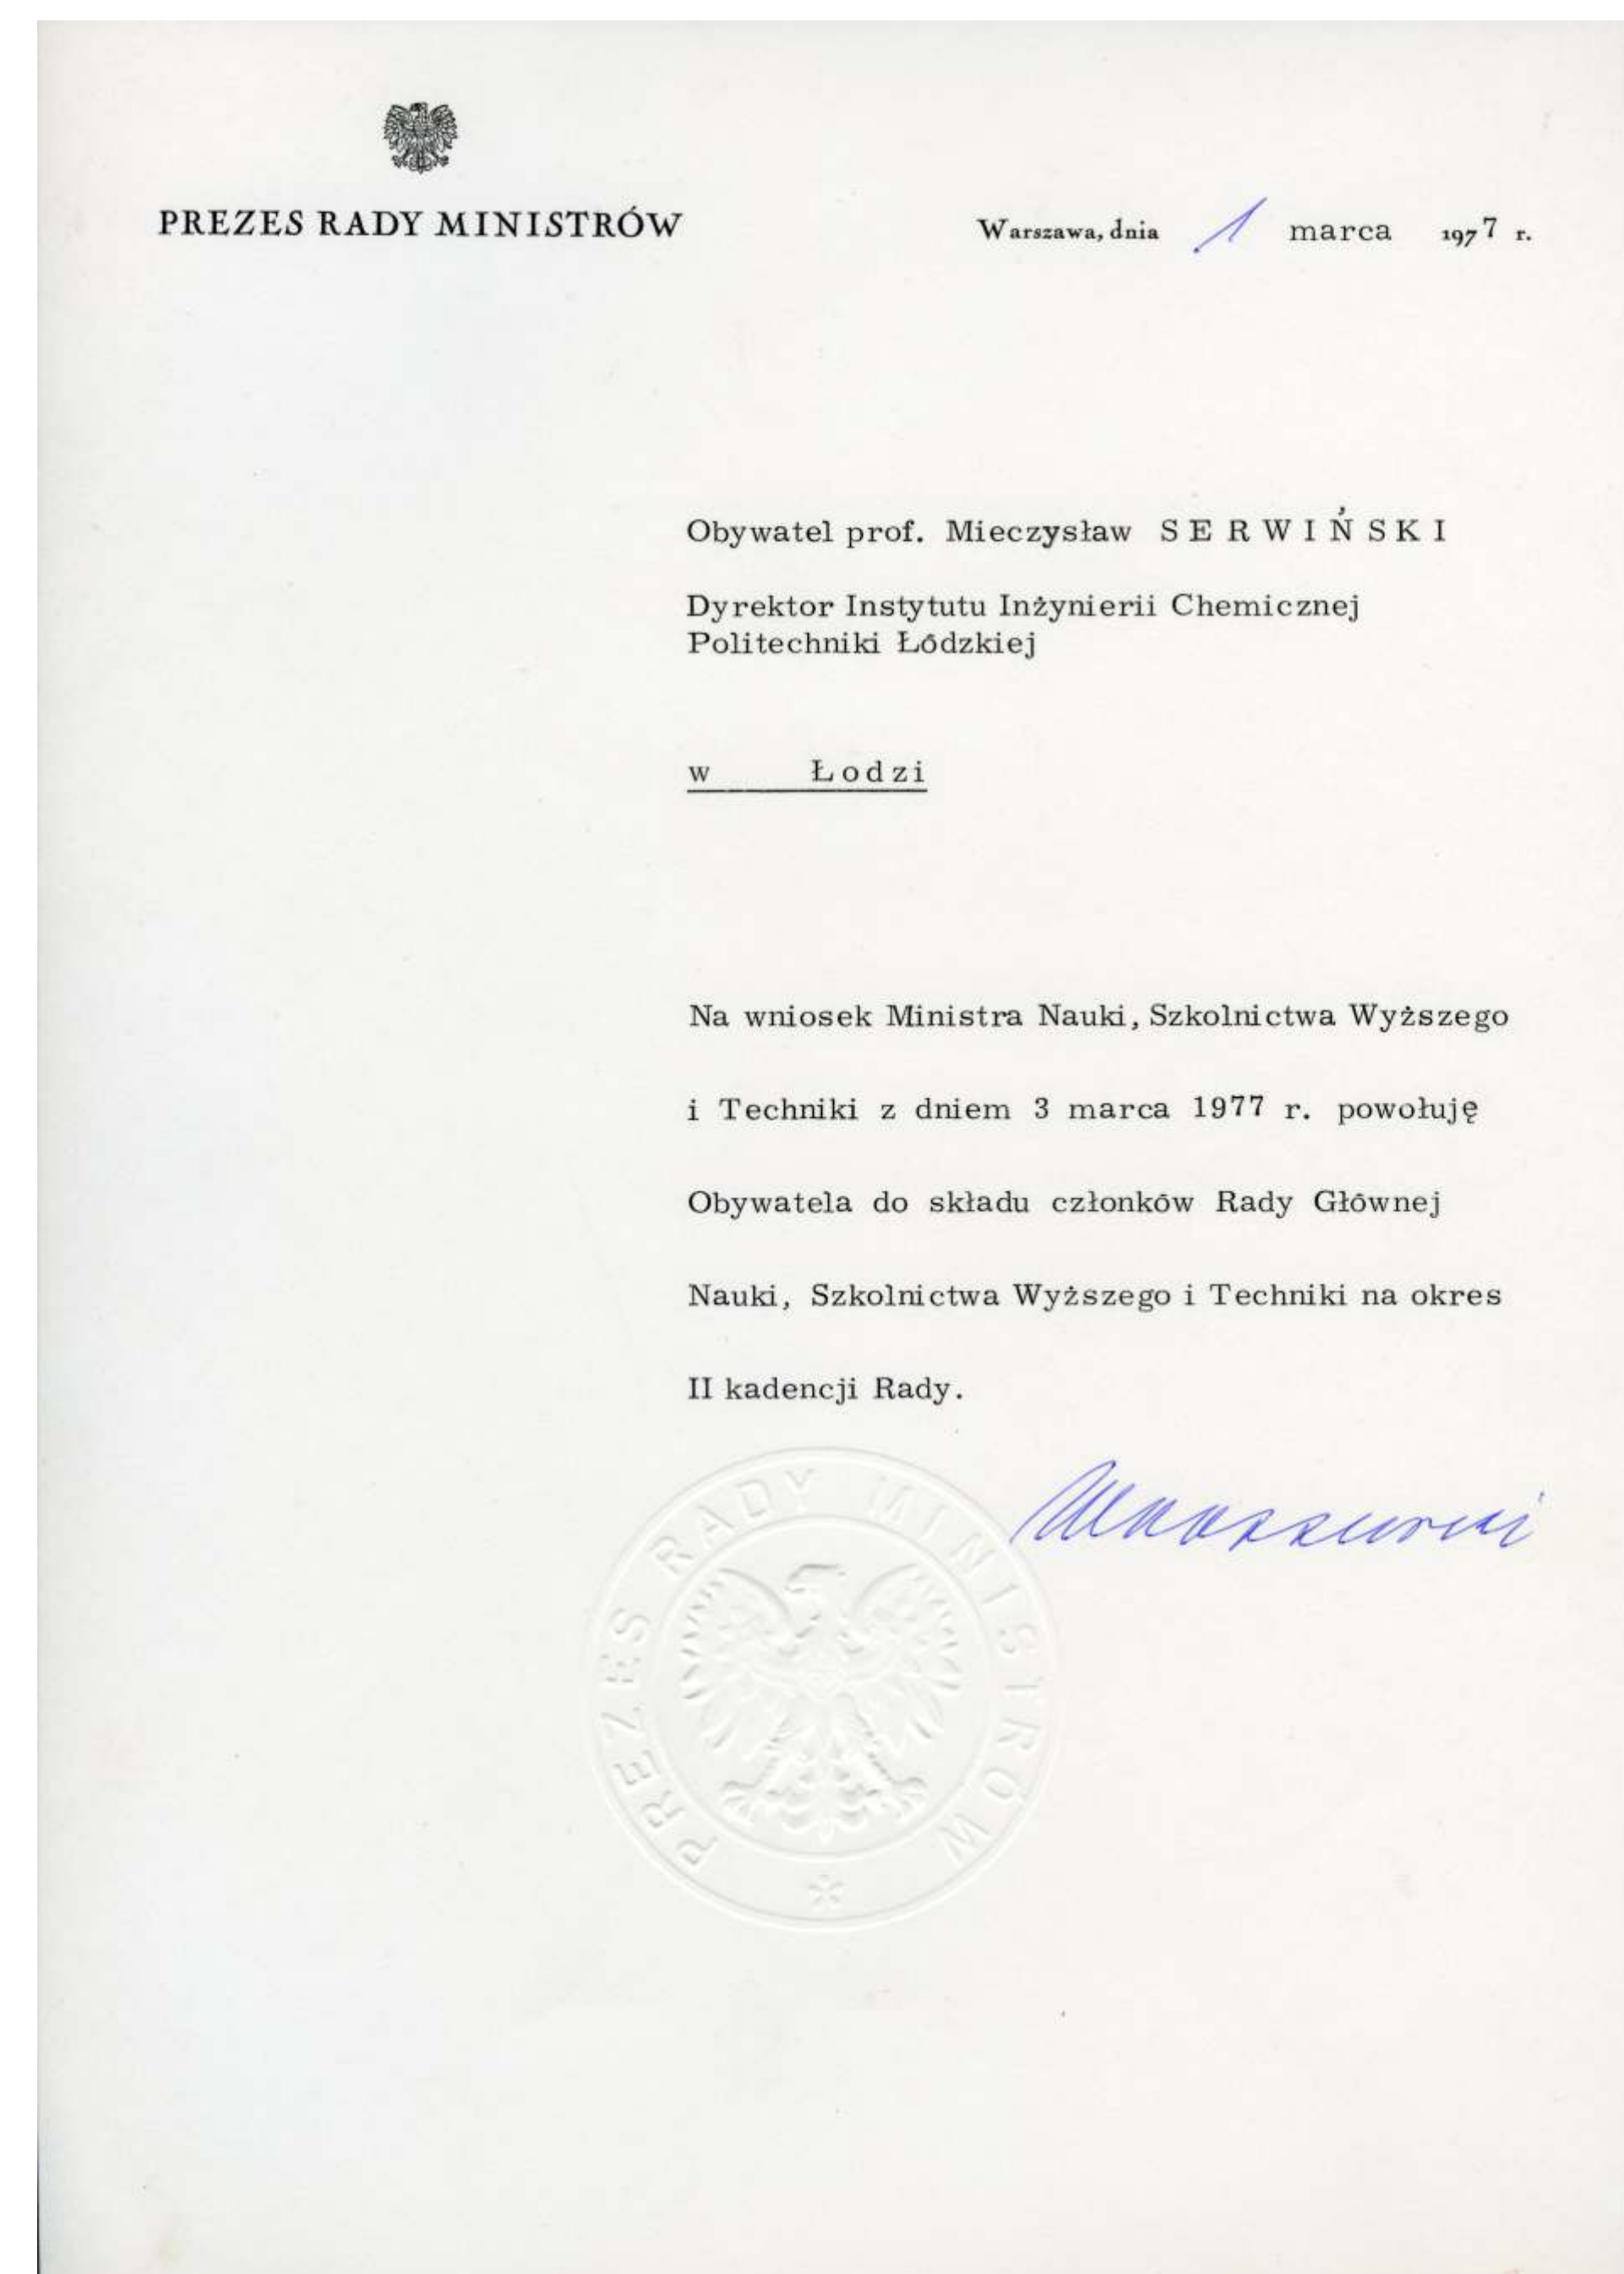 PREZES RADY MINISTRÓW
Warszawa, dnia 1 marca 1977 r.
Obywatel prof. Mieczysław SERWIŃSKI
Dyrektor Instytutu Inżynierii Chemicznej
Politechniki Łódzkiej
w Łodzi
Na wniosek Ministra Nauki, Szkolnictwa Wyższego
i Techniki z dniem 3 marca 1977 r. powołuję
Obywatela do składu członków Rady Głównej
Nauki, Szkolnictwa Wyższego i Techniki na okres
II kadencji Rady.
PREZES RADY MINISTRÓW